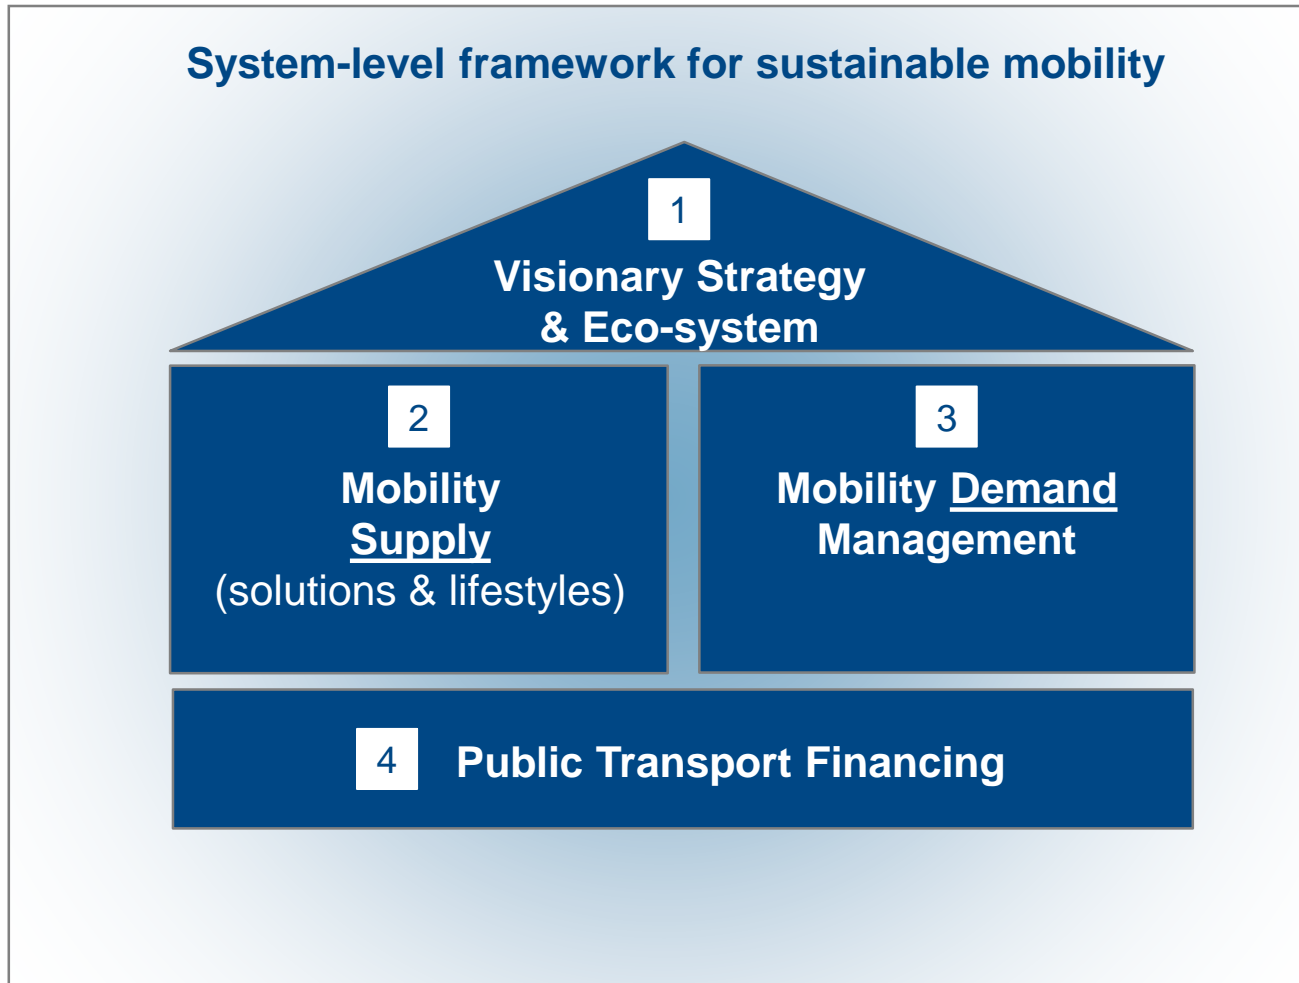 System-level framework for sustainable mobility
1
Visionary Strategy
& Eco-system
2
Mobility
Supply
(solutions & lifestyles)
3
Mobility Demand
Management
4
Public Transport Financing